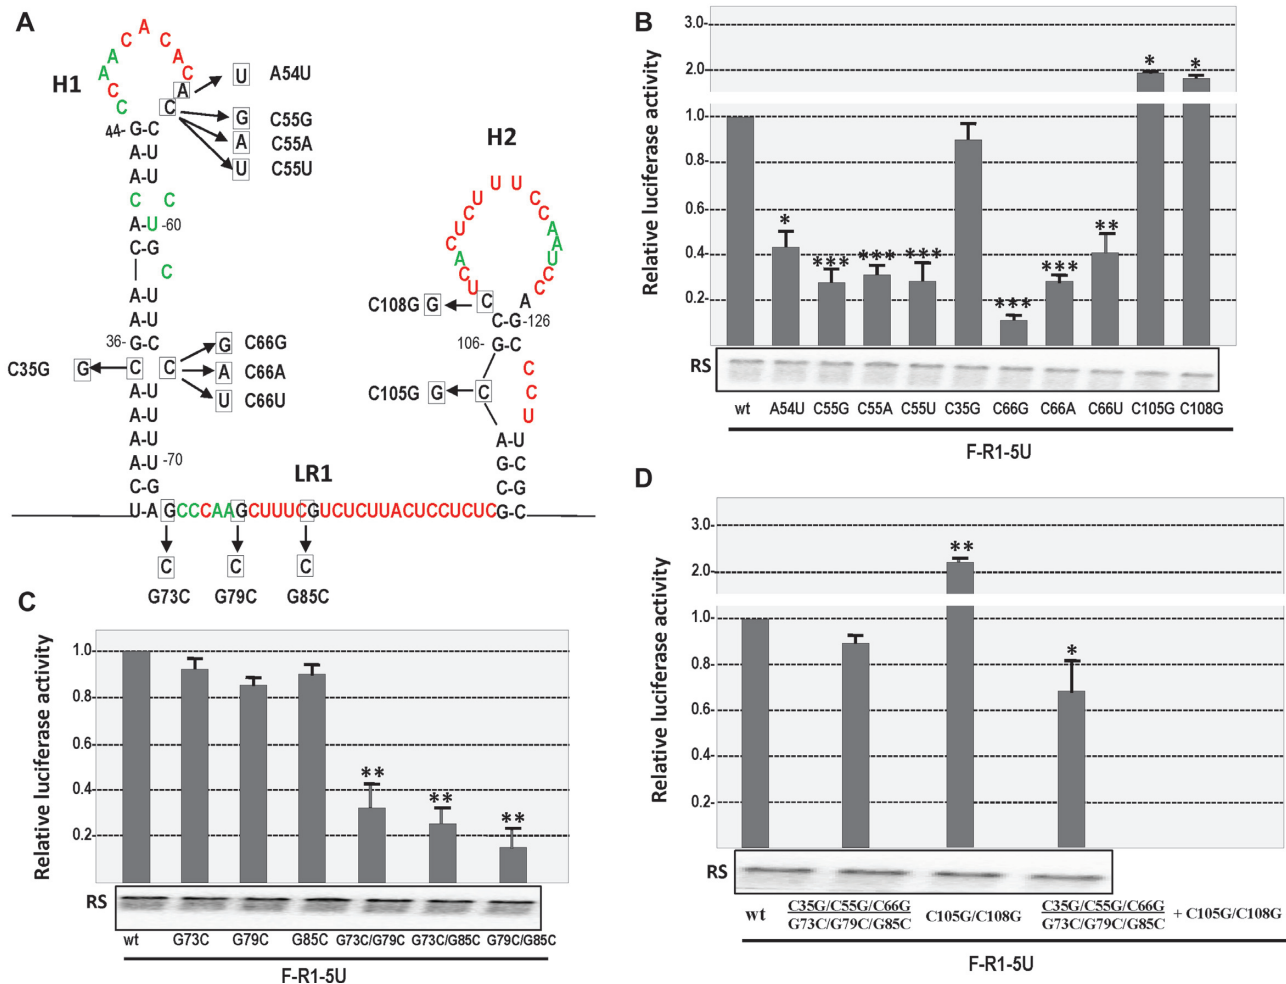 A
H1
A C A
C C
A A
A C
C A
C C
44- G-C
A-U
A-U
C C
A-U -60
C-G
C
A-U
A-U
36- G-C
C C
A-U
A-U
A-U
A-U -70
C-G
U-A
U A54U
G C55G
A C55A
U C55U
C35G G
G C66G
A C66A
U C66U
LR1
U-AGCCCAAGCUUUCGUCUCUUACUCCUCUCG-C
C C C
G73C G79C G85C
H2
U U
C U C
U C
C A
C A
A U
C C
U C
C108G G C A
C-G
-126
106- G-C
C
C105G G C C
U
A-U
G-C
C-G
G-C
B
Relative luciferase activity
3.0
2.0
1.0
0.8
0.6
0.4
0.2
* *** *** *** *** *** ** * *
RS
wt A54U C55G C55A C55U C35G C66G C66A C66U C105G C108G
F-R1-5U
C
Relative luciferase activity
1.0
0.8
0.6
0.4
0.2
** ** **
RS
wt G73C G79C G85C G73C/G79C G73C/G85C G79C/G85C
F-R1-5U
D
Relative luciferase activity
3.0
2.0
1.0
0.8
0.6
0.4
0.2
** *
RS
wt C35G/C55G/C66G C105G/C108G C35G/C55G/C66G + C105G/C108G
G73C/G79C/G85C G73C/G79C/G85C
F-R1-5U